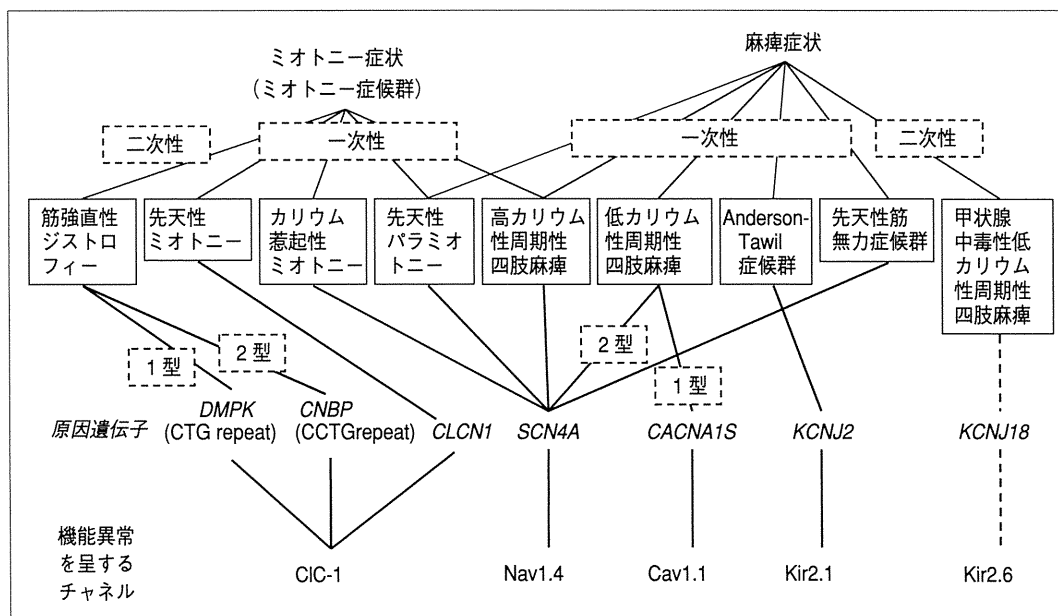 ミオトニー症状
(ミオトニー症候群)
麻痺症状
二次性
一次性
一次性
二次性
筋強直性
ジストロ
フィー
先天性
ミオトニー
カリウム
惹起性
ミオトニー
先天性
パラミオ
トニー
高カリウム
性周期性
四肢麻痺
低カリウム
性周期性
四肢麻痺
Anderson-
Tawil
症候群
先天性筋
無力症候群
甲状腺
中毒性低
カリウム
性周期性
四肢麻痺
1型
2型
2型
1型
原因遺伝子
DMPK
(CTG repeat)
CNBP
(CCTGrepeat)
CLCN1
SCN4A
CACNA1S
KCNJ2
KCNJ18
機能異常
を呈する
チャネル
ClC-1
Nav1.4
Cav1.1
Kir2.1
Kir2.6